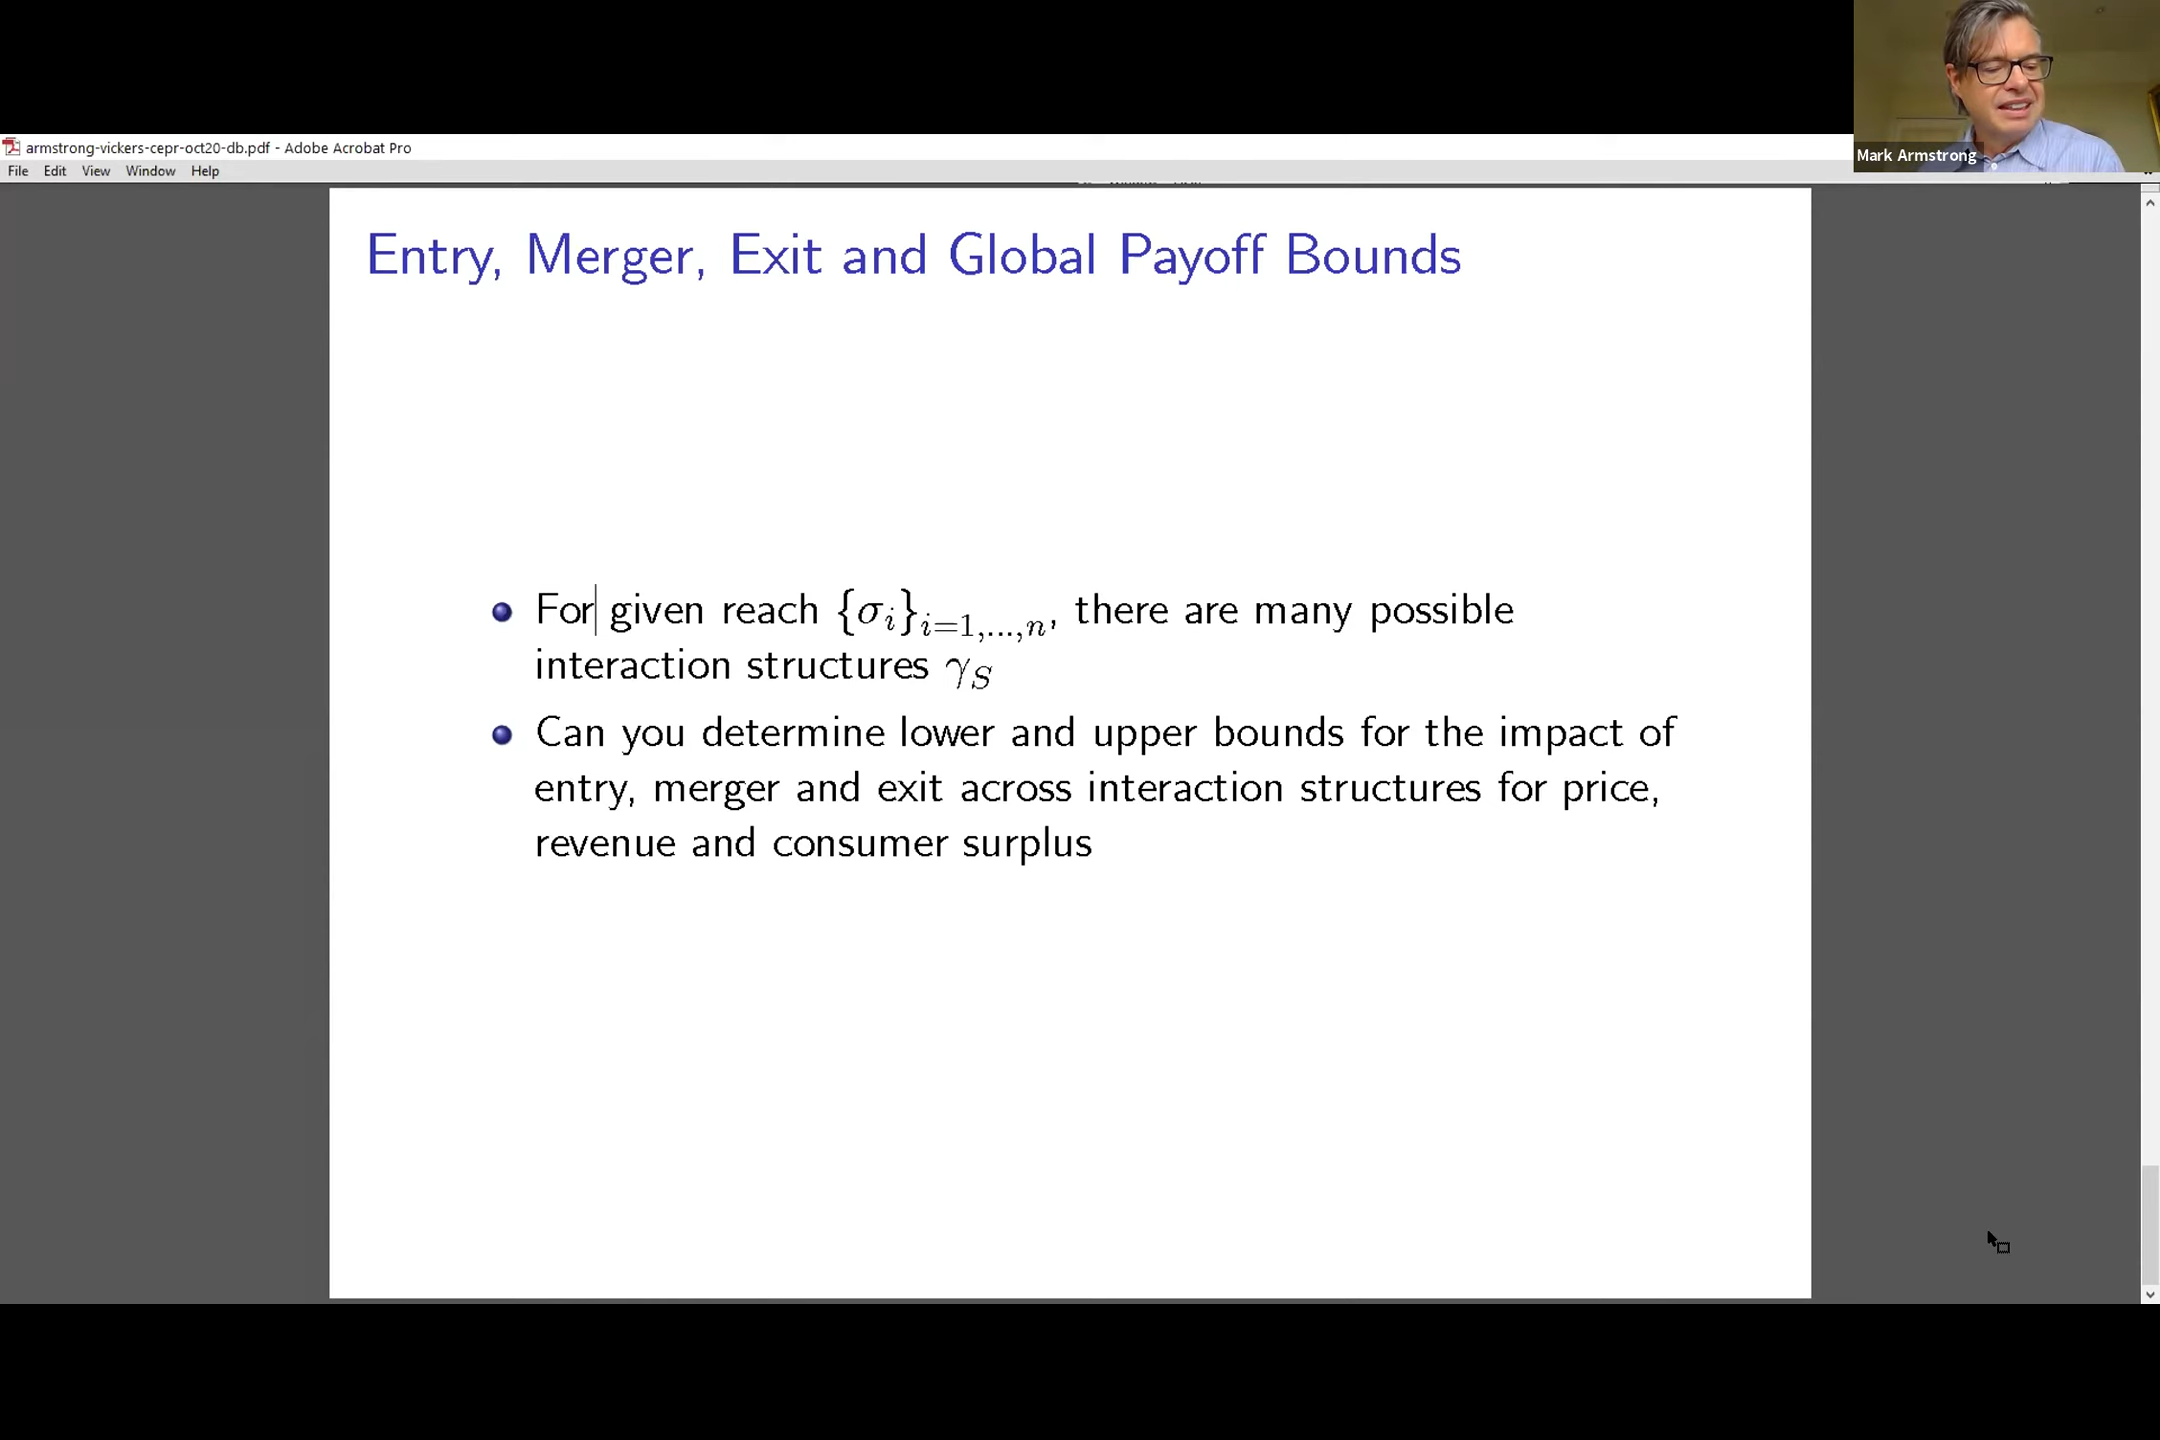 Mark Armstrong
armstrong-vickers-cepr-oct20-db.pdf - Adobe Acrobat Pro
File Edit View Window Help
Entry, Merger, Exit and Global Payoff Bounds
For given reach {σᵢ}ᵢ₌₁,...,ₙ, there are many possible
interaction structures γ_S
Can you determine lower and upper bounds for the impact of
entry, merger and exit across interaction structures for price,
revenue and consumer surplus